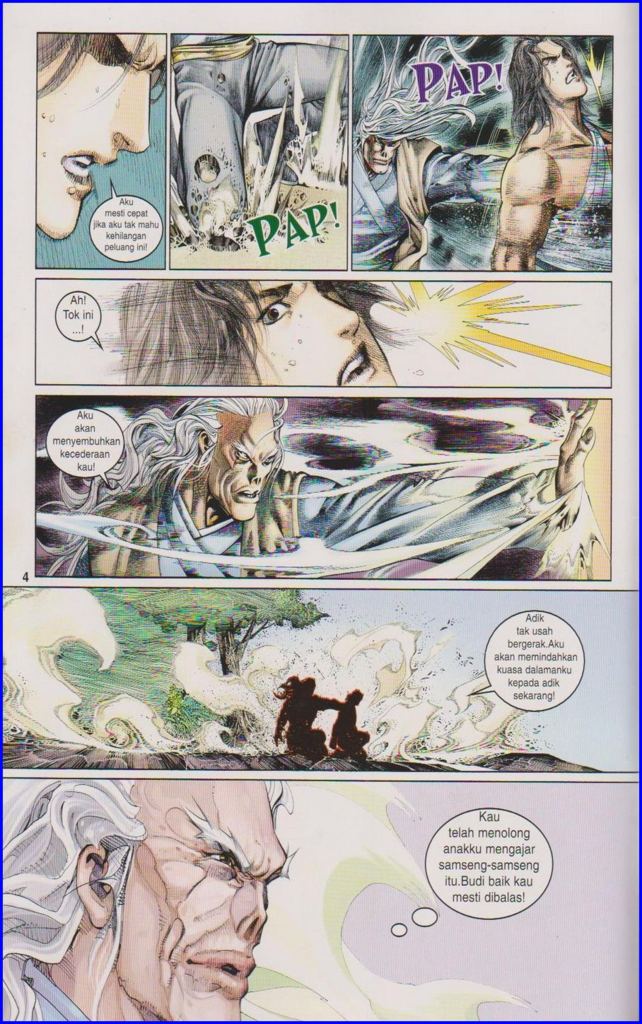 Aku
mesti cepat
jika aku tak mahu
kehilangan
peluang ini!
PAP!
PAP!
Ah!
Tok ini
...!
Aku
akan
menyembuhkan
kecederaan
kau!
4
Adik
tak usah
bergerak.Aku
akan memindahkan
kuasa dalamanku
kepada adik
sekarang!
Kau
telah menolong
anakku mengajar
samseng-samseng
itu.Budi baik kau
mesti dibalas!